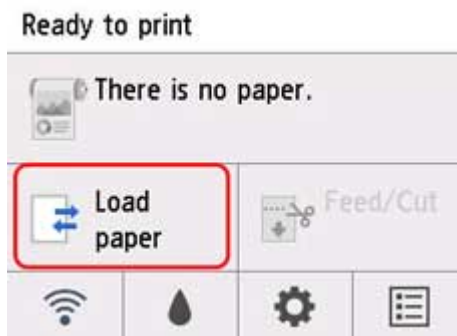 Ready to print
There is no paper.
Load
paper
Feed/Cut